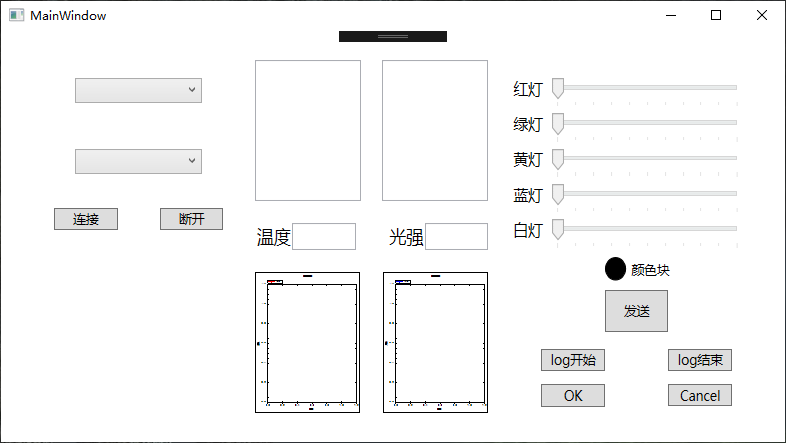 MainWindow
连接
断开
温度
光强
红灯
绿灯
黄灯
蓝灯
白灯
颜色块
发送
log开始
log结束
OK
Cancel